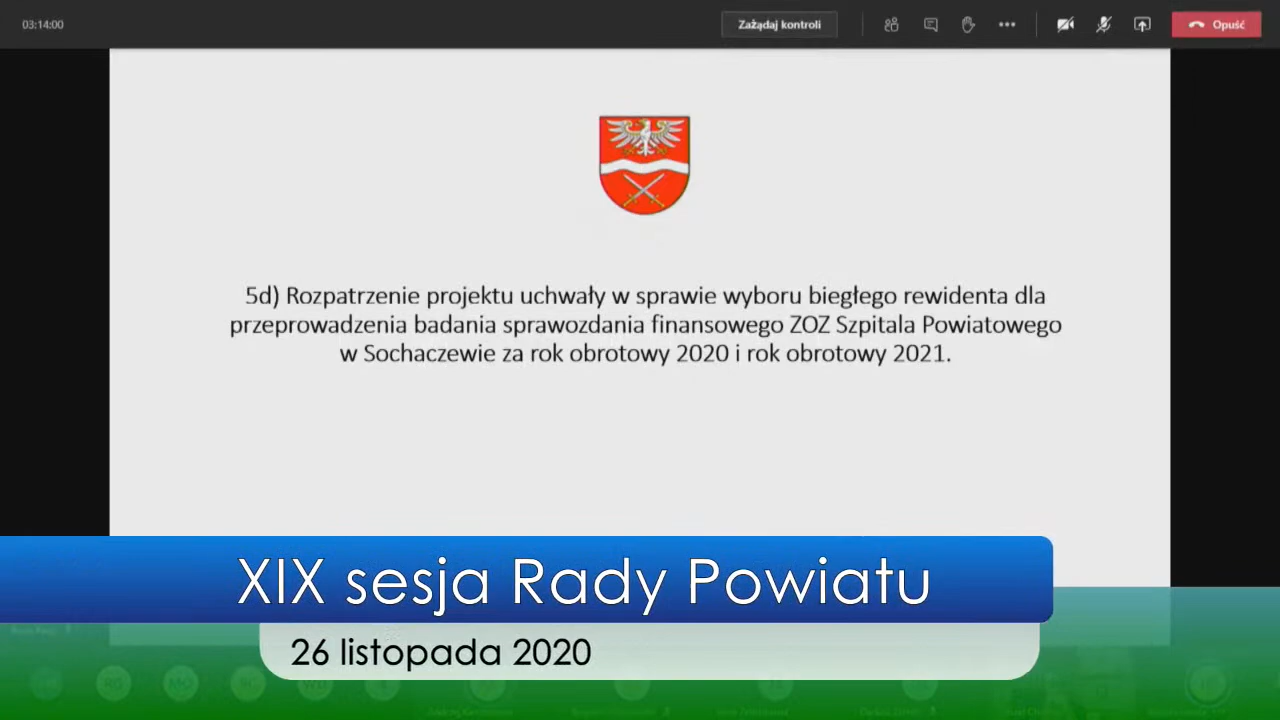 03:14:00
Zażądaj kontroli
Opuść
5d) Rozpatrzenie projektu uchwały w sprawie wyboru biegłego rewidenta dla
przeprowadzenia badania sprawozdania finansowego ZOZ Szpitala Powiatowego
w Sochaczewie za rok obrotowy 2020 i rok obrotowy 2021.
XIX sesja Rady Powiatu
26 listopada 2020
RG